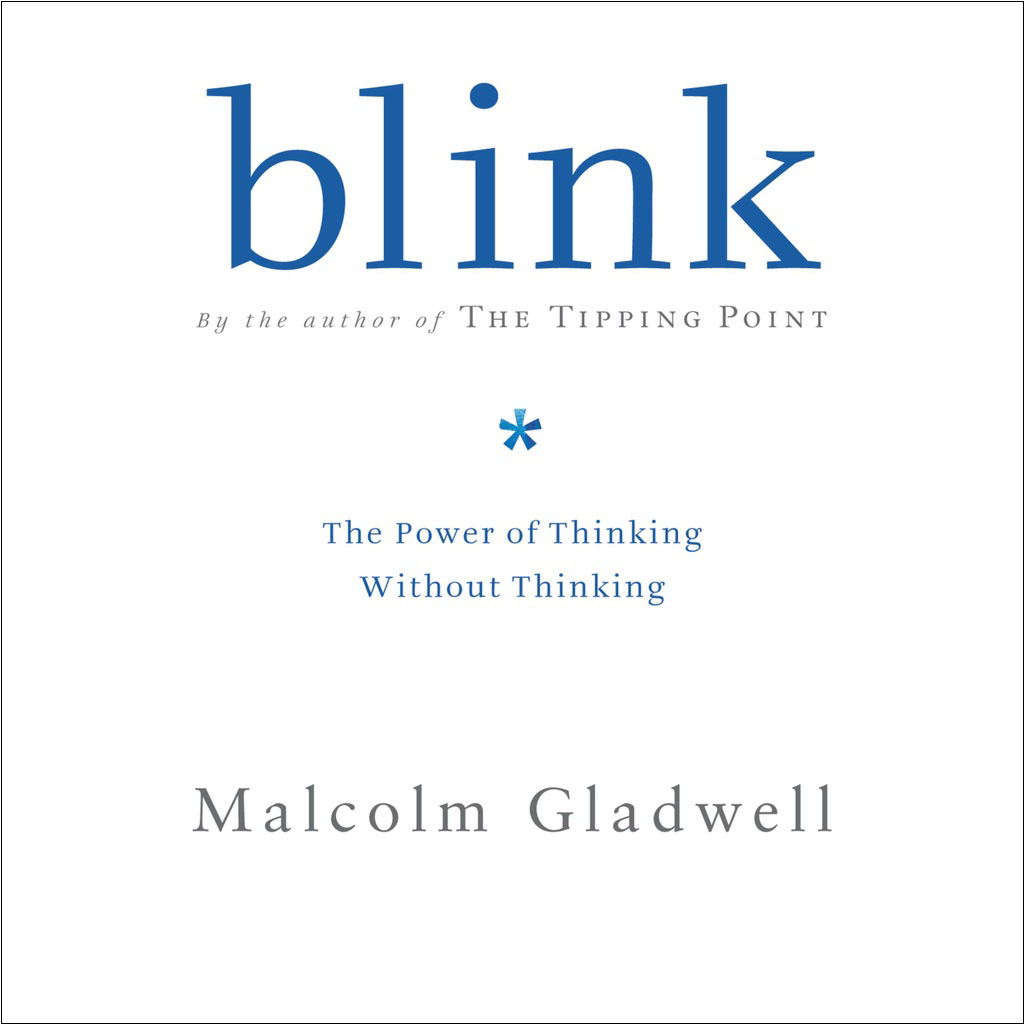 blink
By the author of THE TIPPING POINT
*
The Power of Thinking
Without Thinking
Malcolm Gladwell